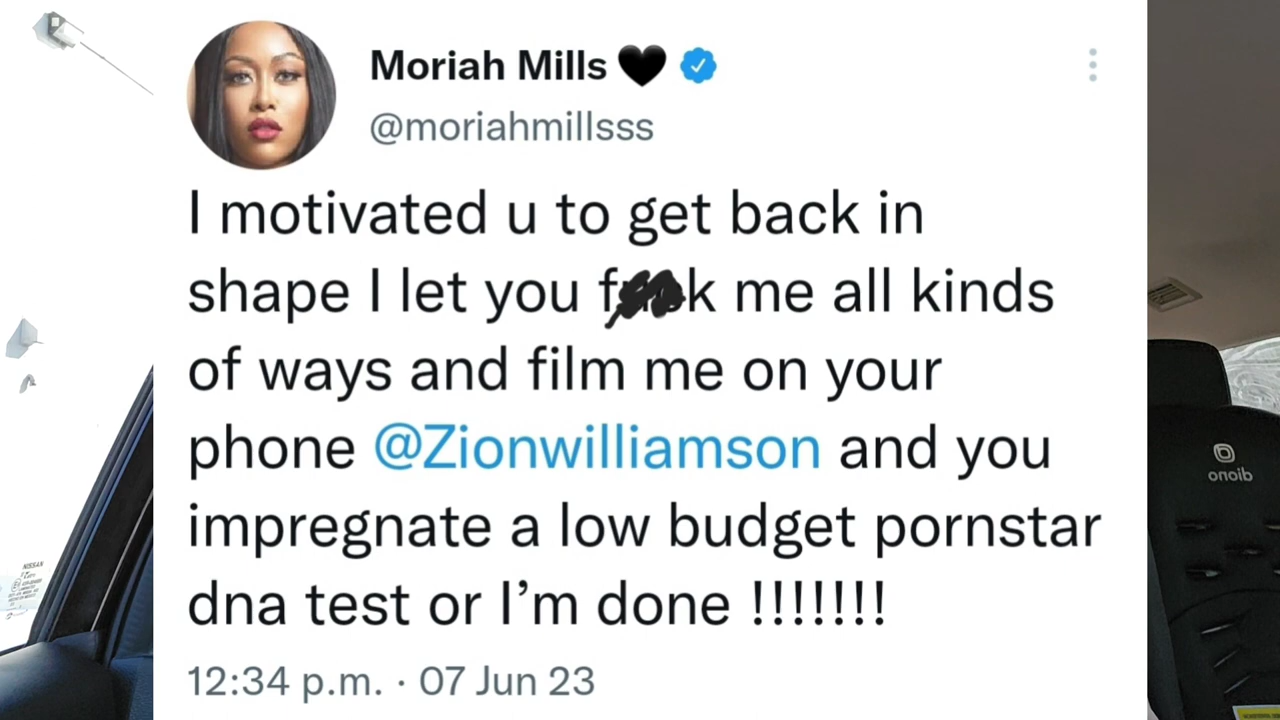 Moriah Mills 🖤
@moriahmillsss
I motivated u to get back in
shape I let you f k me all kinds
of ways and film me on your
phone @Zionwilliamson and you
impregnate a low budget pornstar
dna test or I’m done !!!!!!!
12:34 p.m. · 07 Jun 23
NISSAN
diono